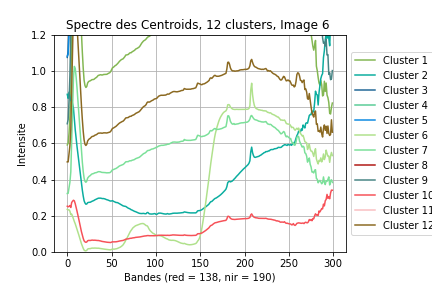 Spectre des Centroids, 12 clusters, Image 6
Intensite
1.2
1.0
0.8
0.6
0.4
0.2
0.0
0
50
100
150
200
250
300
Bandes (red = 138, nir = 190)
Cluster 1
Cluster 2
Cluster 3
Cluster 4
Cluster 5
Cluster 6
Cluster 7
Cluster 8
Cluster 9
Cluster 10
Cluster 11
Cluster 12